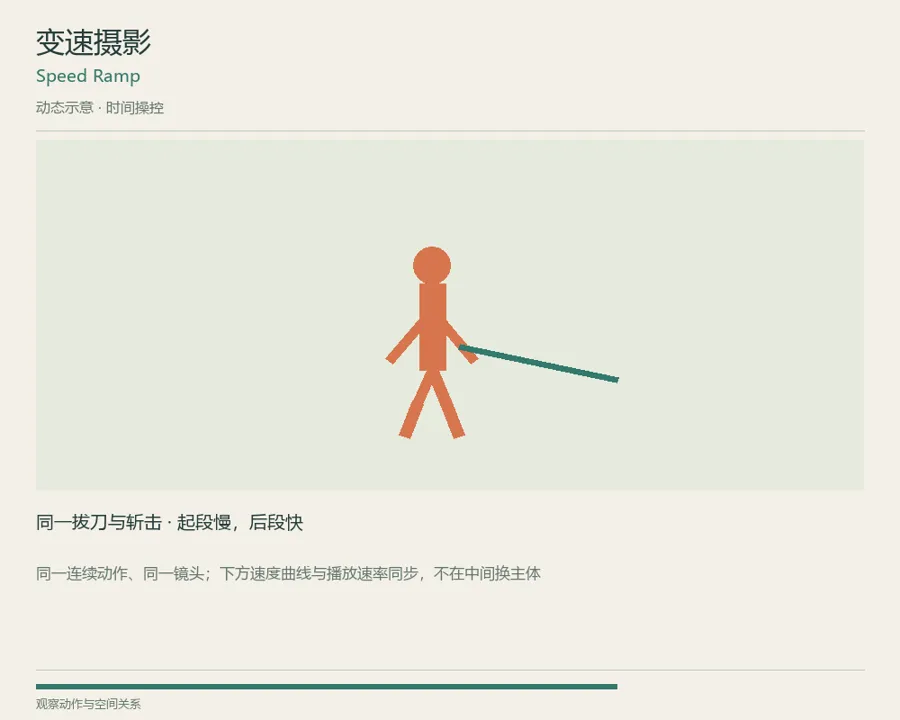 变速摄影
Speed Ramp
动态示意 · 时间操控
同一拔刀与斩击 · 起段慢，后段快
同一连续动作、同一镜头；下方速度曲线与播放速率同步，不在中间换主体
观察动作与空间关系